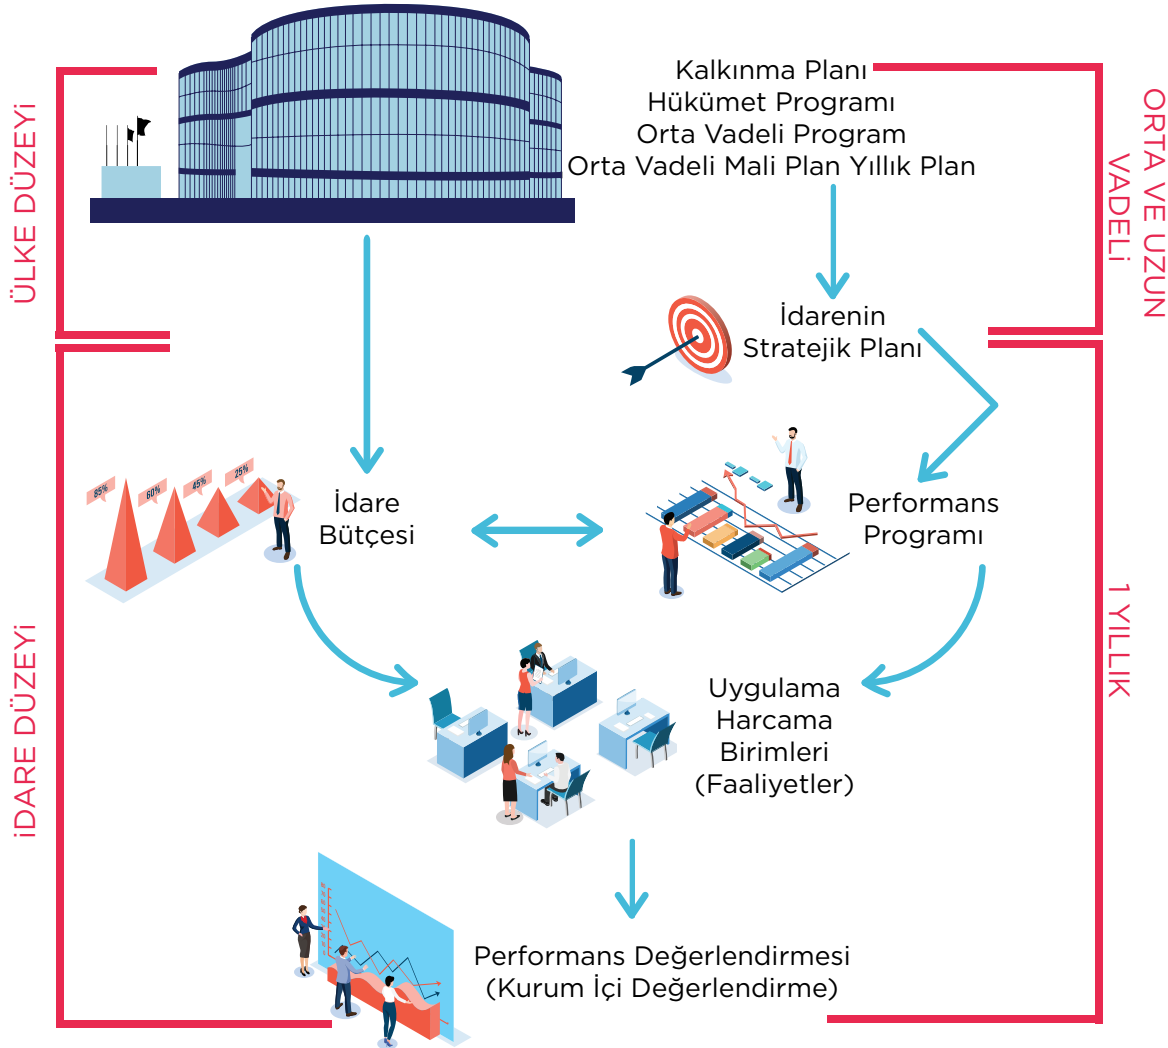 ÜLKE DÜZEYİ
Kalkınma Planı
Hükümet Programı
Orta Vadeli Program
Orta Vadeli Mali Plan Yıllık Plan
ORTA VE UZUN
VADELİ
İdarenin
Stratejik Planı
85%
60%
45%
25%
İdare
Bütçesi
Performans
Programı
İDARE DÜZEYİ
1 YILLIK
Uygulama
Harcama
Birimleri
(Faaliyetler)
Performans Değerlendirmesi
(Kurum İçi Değerlendirme)